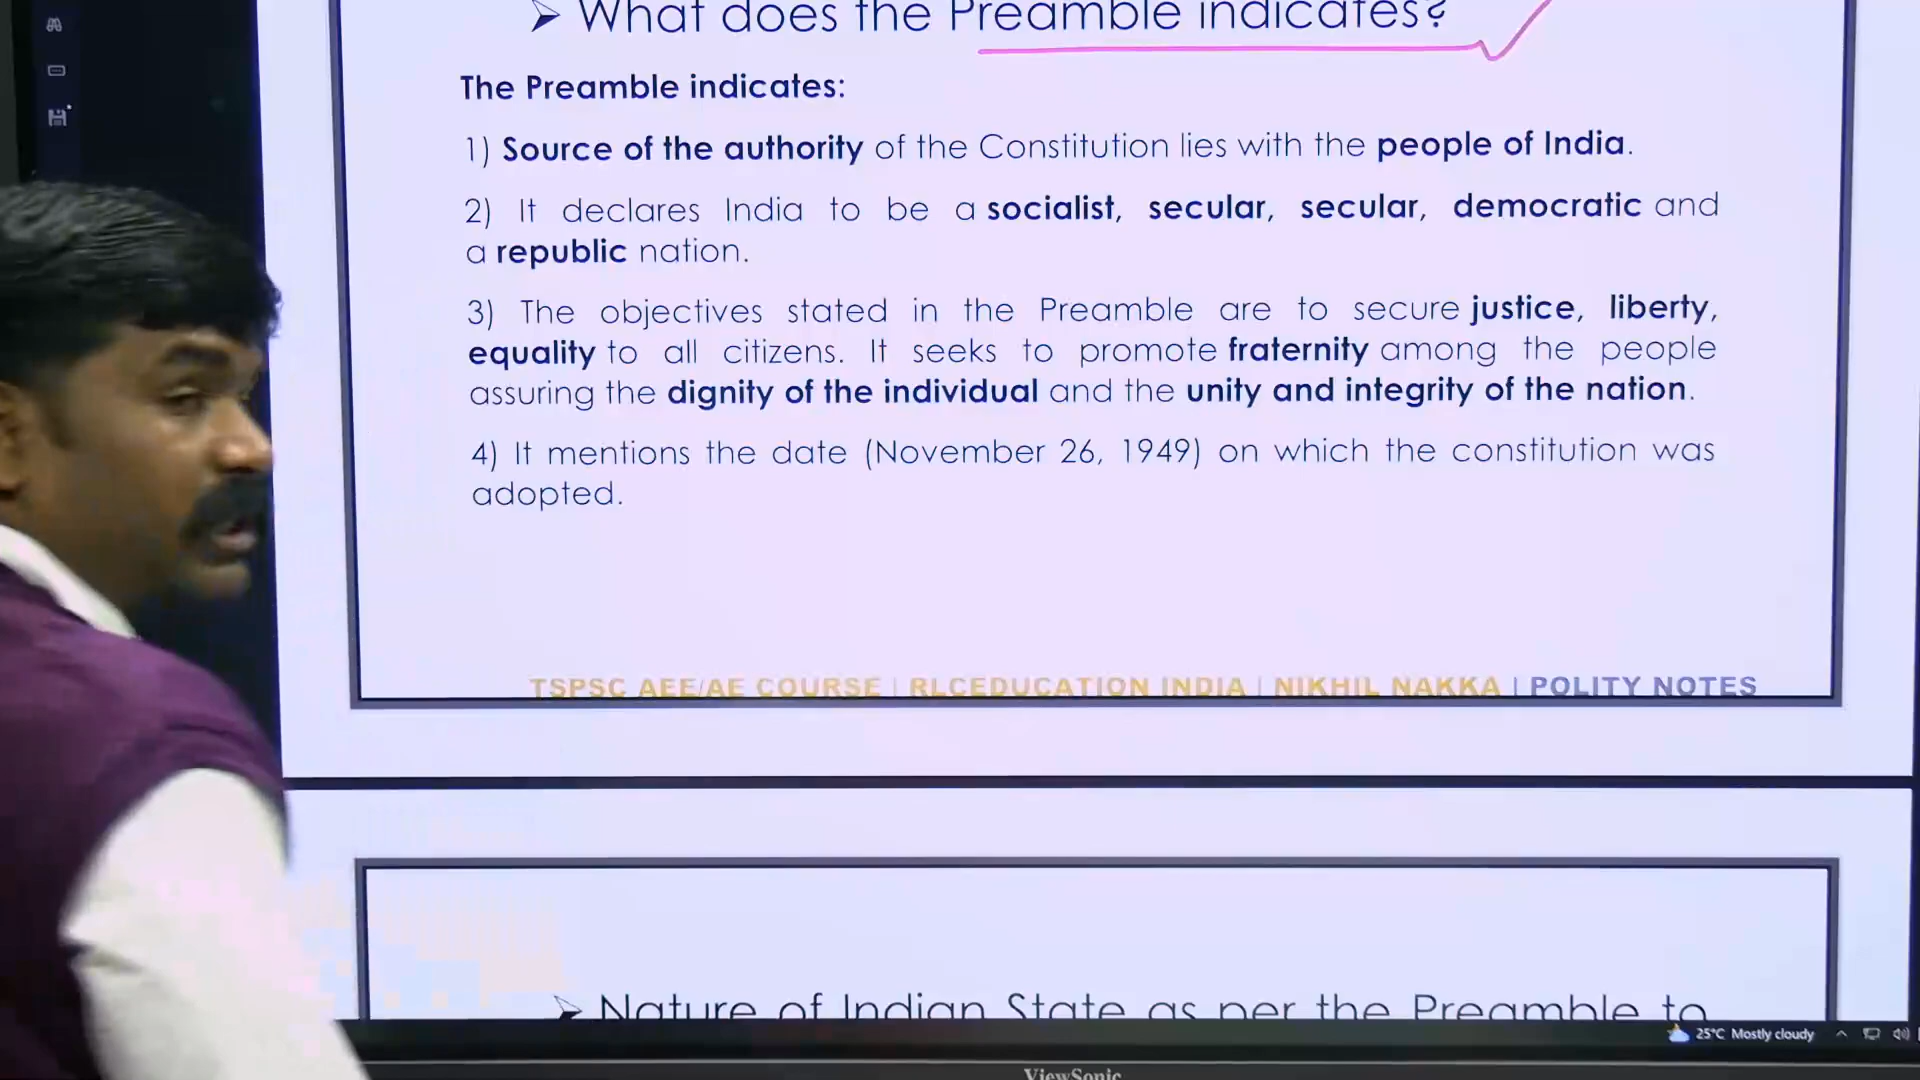 ➢ What does the Preamble indicates?
The Preamble indicates:
1) Source of the authority of the Constitution lies with the people of India.
2) It declares India to be a socialist, secular, secular, democratic and
a republic nation.
3) The objectives stated in the Preamble are to secure justice, liberty,
equality to all citizens. It seeks to promote fraternity among the people
assuring the dignity of the individual and the unity and integrity of the nation.
4) It mentions the date (November 26, 1949) on which the constitution was
adopted.
TSPSC AEE/AE COURSE | RLCEDUCATION INDIA | NIKHIL NAKKA | POLITY NOTES
➢ Nature of Indian State as per the Preamble to
25°C Mostly cloudy
ViewSonic